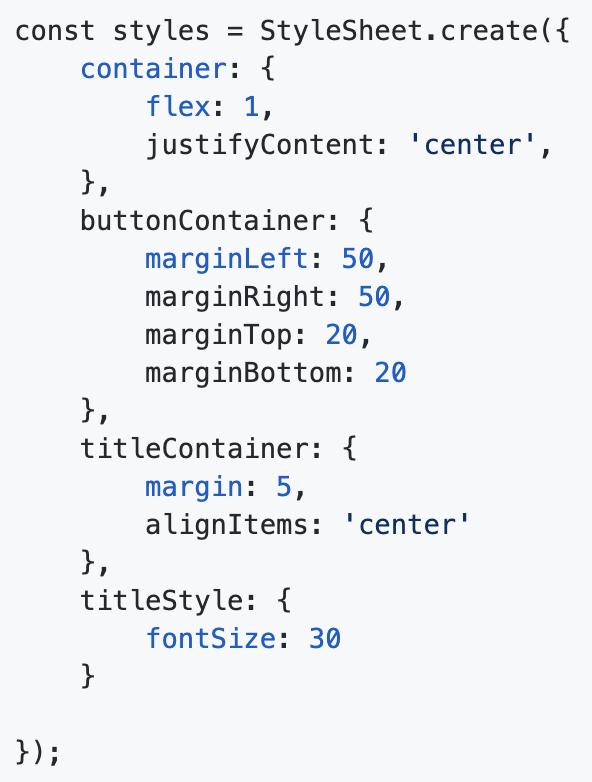 const styles = StyleSheet.create({
    container: {
        flex: 1,
        justifyContent: 'center',
    },
    buttonContainer: {
        marginLeft: 50,
        marginRight: 50,
        marginTop: 20,
        marginBottom: 20
    },
    titleContainer: {
        margin: 5,
        alignItems: 'center'
    },
    titleStyle: {
        fontSize: 30
    }

});